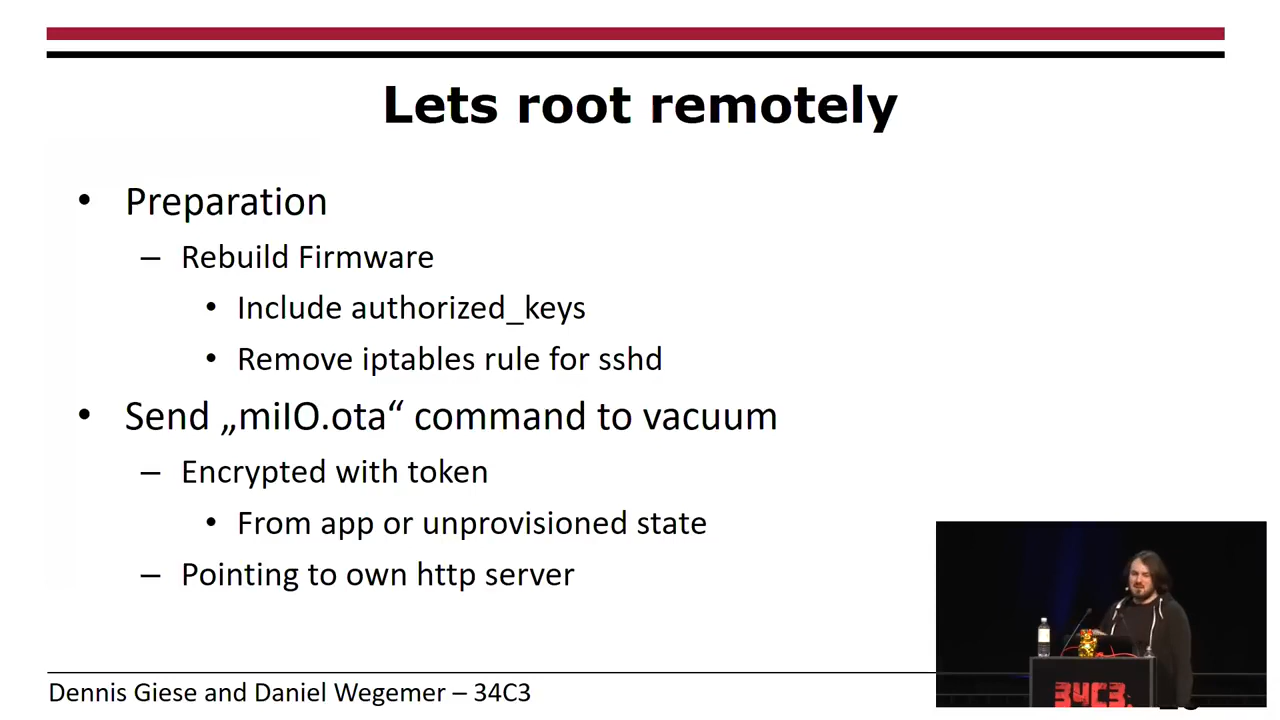 Lets root remotely
• Preparation
– Rebuild Firmware
• Include authorized_keys
• Remove iptables rule for sshd
• Send „miIO.ota“ command to vacuum
– Encrypted with token
• From app or unprovisioned state
– Pointing to own http server
Dennis Giese and Daniel Wegemer – 34C3
34C3